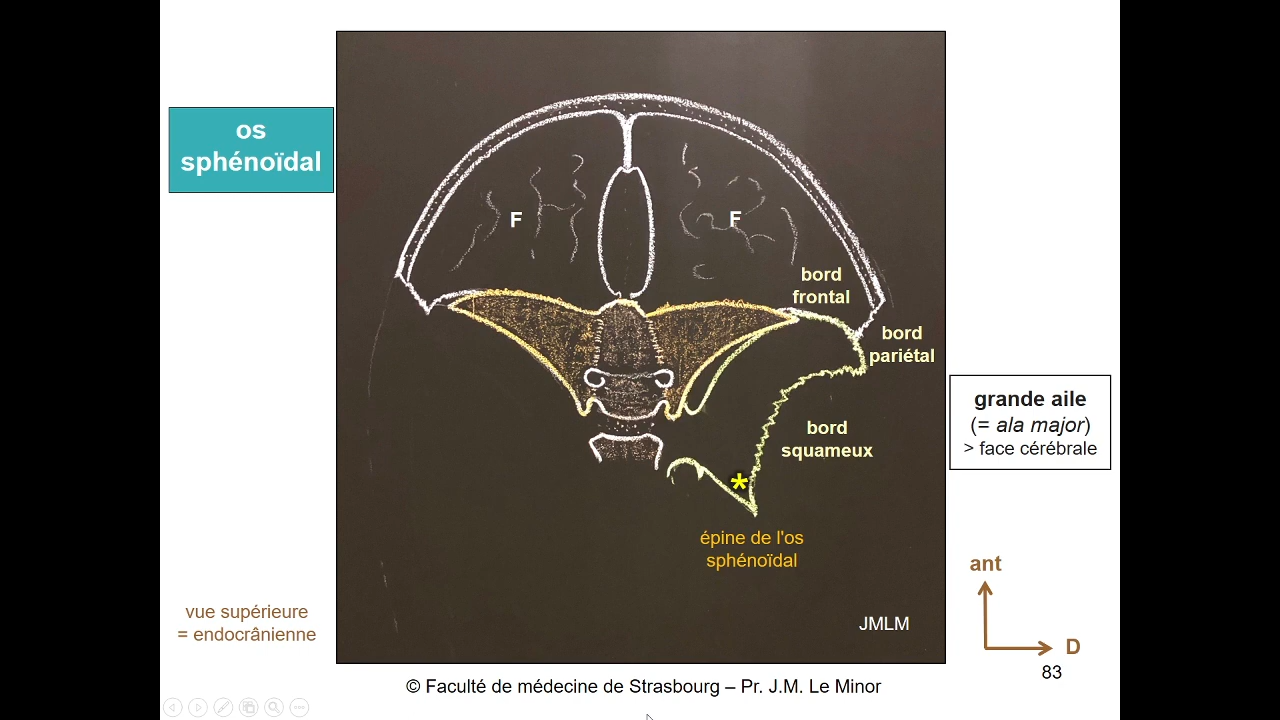 os
sphénoïdal
F
F
bord
frontal
bord
pariétal
grande aile
(= ala major)
> face cérébrale
bord
squameux
*
épine de l'os
sphénoïdal
ant
D
vue supérieure
= endocrânienne
JMLM
83
© Faculté de médecine de Strasbourg – Pr. J.M. Le Minor